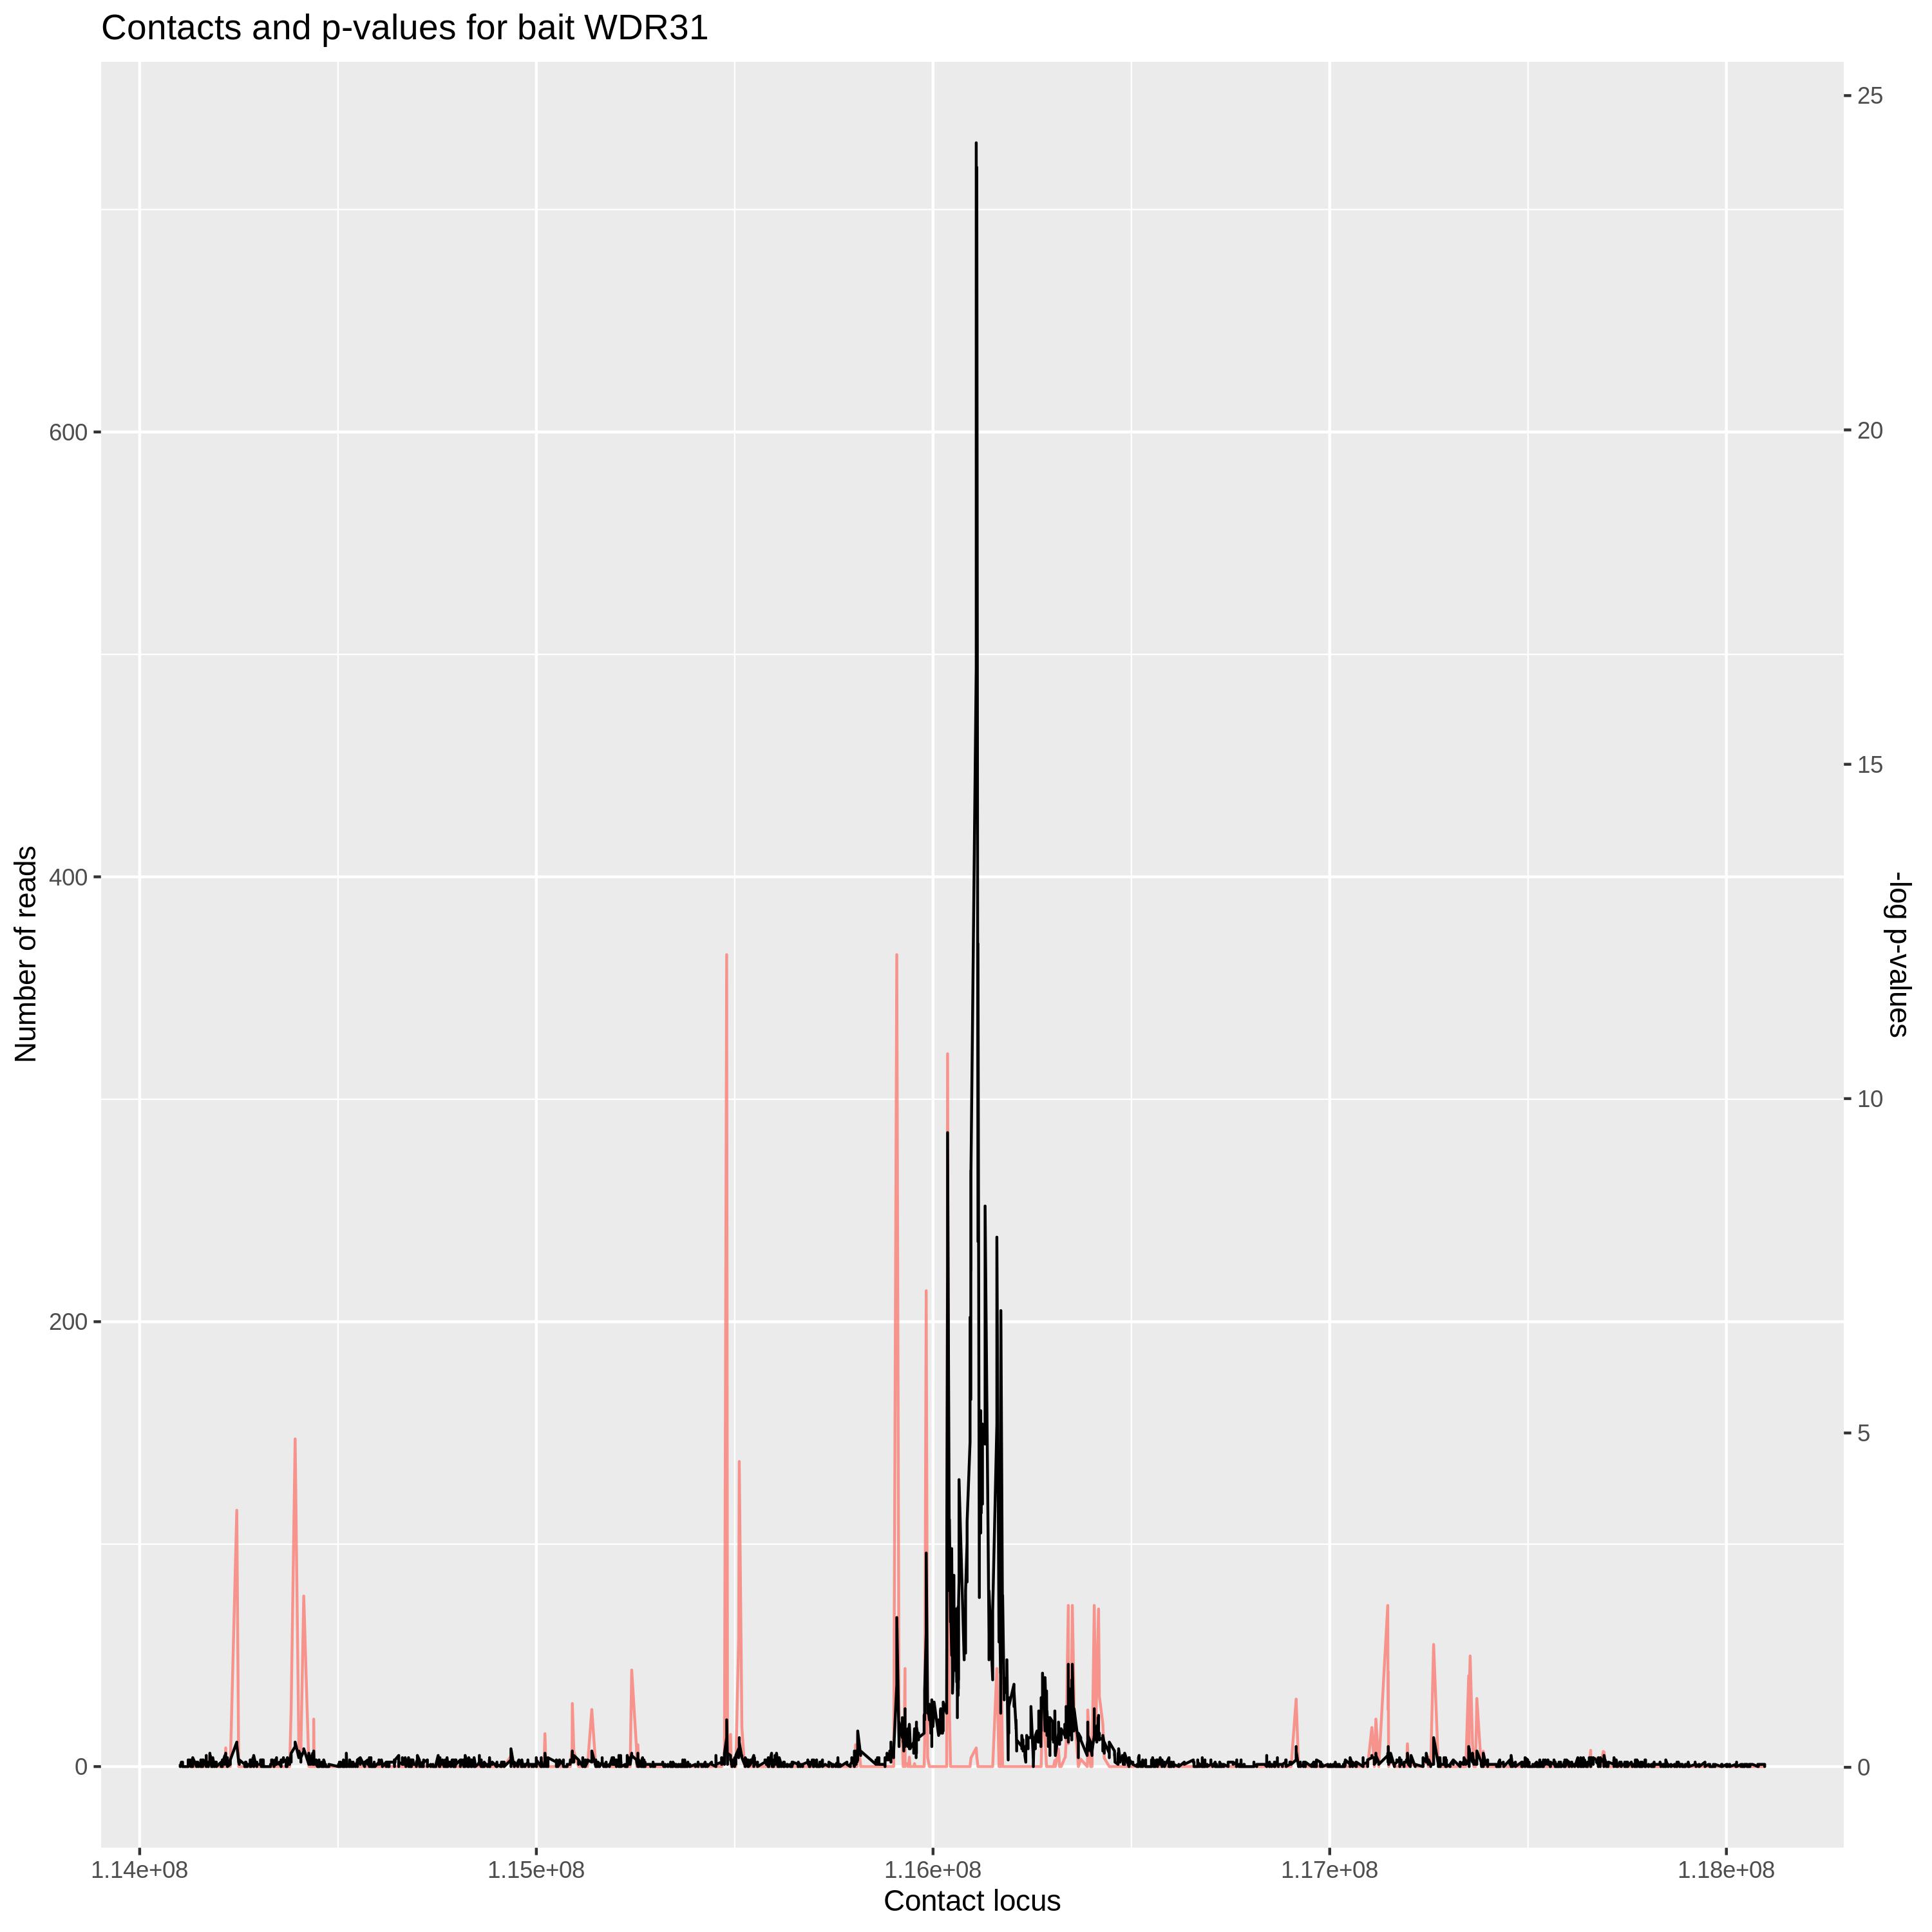 Contacts and p-values for bait WDR31
25
600
20
15
400
Number of reads
-log p-values
10
200
5
0
0
1.14e+08 1.15e+08 1.16e+08 1.17e+08 1.18e+08
Contact locus